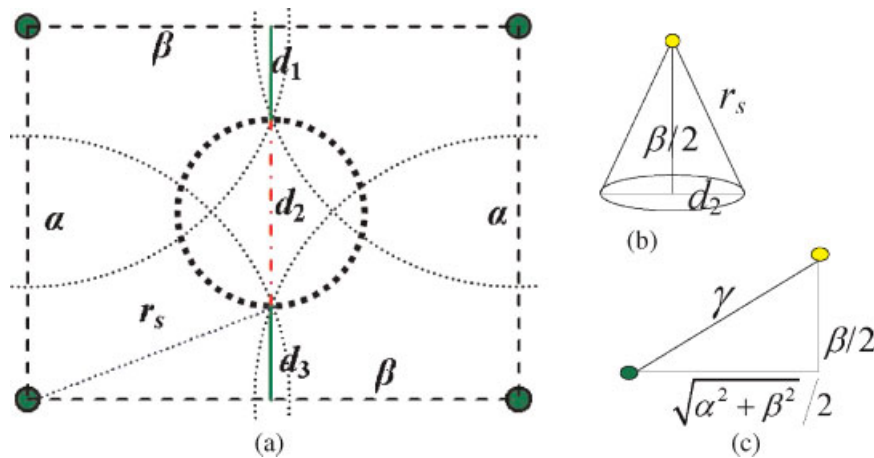 β
d₁
α
d₂
α
rₛ
d₃
β
(a)
rₛ
β/2
d₂
(b)
γ
β/2
√α² + β² / 2
(c)